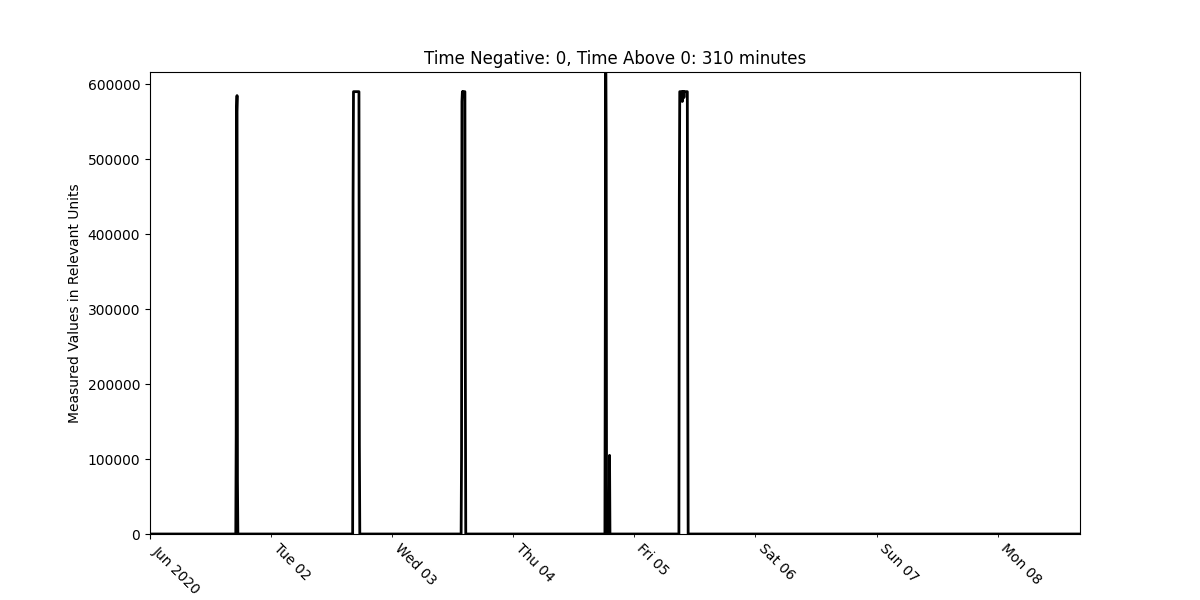 Time Negative: 0, Time Above 0: 310 minutes
Measured Values in Relevant Units
600000
500000
400000
300000
200000
100000
0
Jun 2020
Tue 02
Wed 03
Thu 04
Fri 05
Sat 06
Sun 07
Mon 08